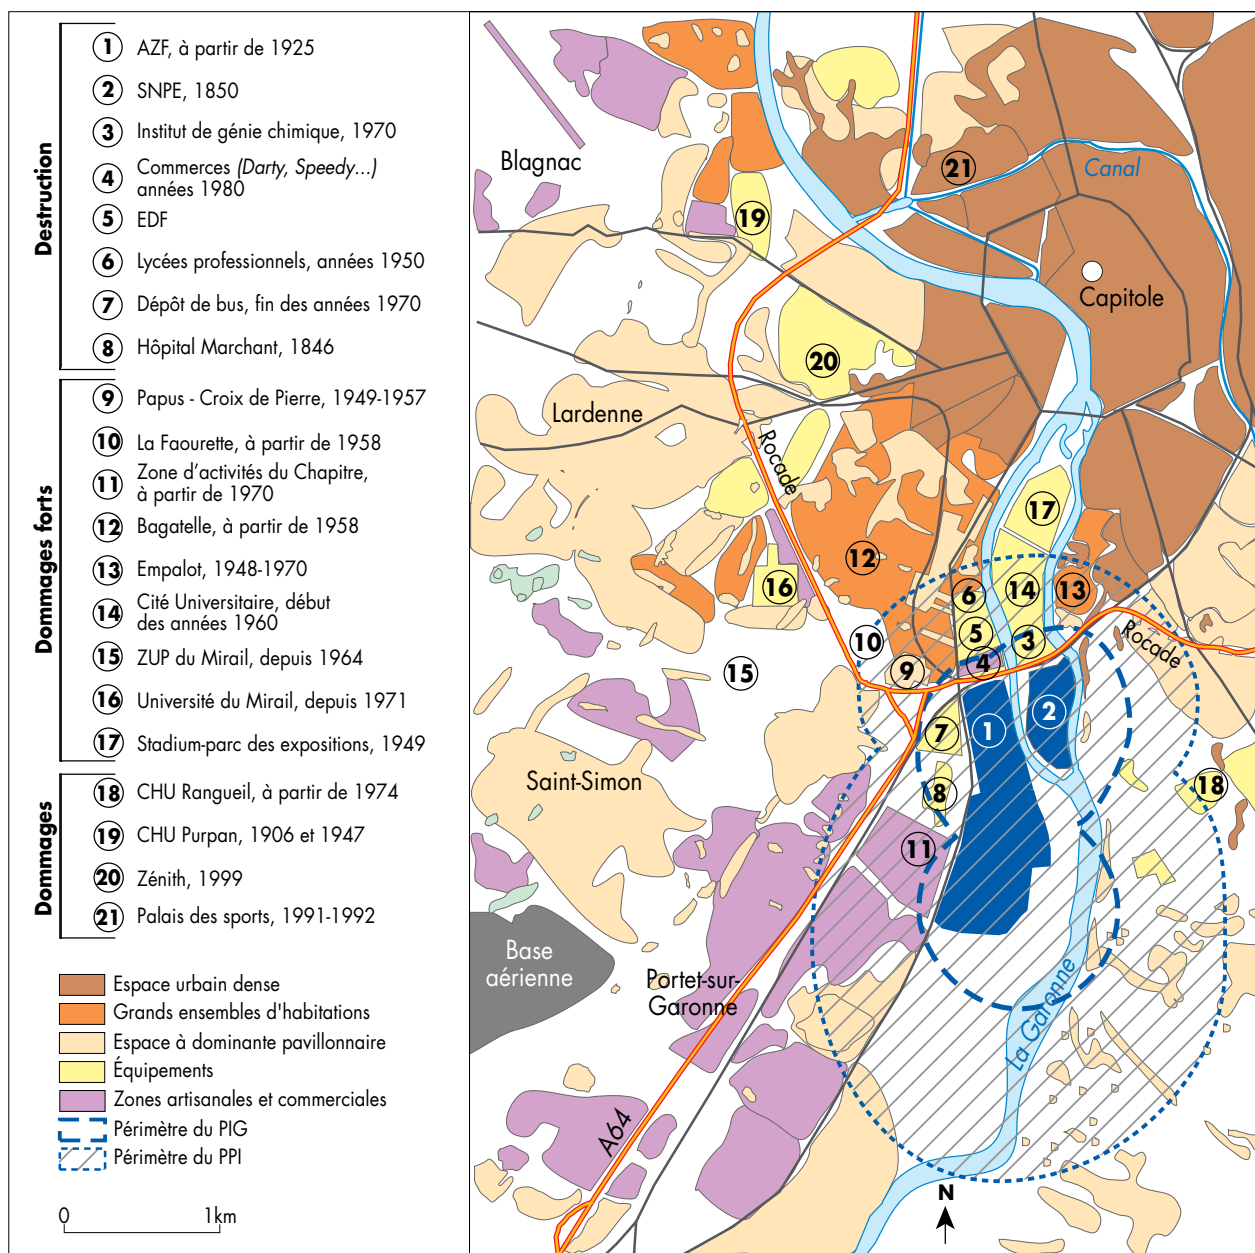 Destruction
1 AZF, à partir de 1925
2 SNPE, 1850
3 Institut de génie chimique, 1970
4 Commerces (Darty, Speedy...)
années 1980
5 EDF
6 Lycées professionnels, années 1950
7 Dépôt de bus, fin des années 1970
8 Hôpital Marchant, 1846
Dommages forts
9 Papus - Croix de Pierre, 1949-1957
10 La Faourette, à partir de 1958
11 Zone d'activités du Chapitre,
à partir de 1970
12 Bagatelle, à partir de 1958
13 Empalot, 1948-1970
14 Cité Universitaire, début
des années 1960
15 ZUP du Mirail, depuis 1964
16 Université du Mirail, depuis 1971
17 Stadium-parc des expositions, 1949
Dommages
18 CHU Rangueil, à partir de 1974
19 CHU Purpan, 1906 et 1947
20 Zénith, 1999
21 Palais des sports, 1991-1992
Espace urbain dense
Grands ensembles d'habitations
Espace à dominante pavillonnaire
Équipements
Zones artisanales et commerciales
Périmètre du PIG
Périmètre du PPI
0 1km
Blagnac
21
Canal
19
Capitole
20
Lardenne
Rocade
17
12
16
6
14
13
10
5
3
Rocade
4
9
15
1
2
7
Saint-Simon
8
18
11
Base
aérienne
Portet-sur-
Garonne
La Garonne
A64
N